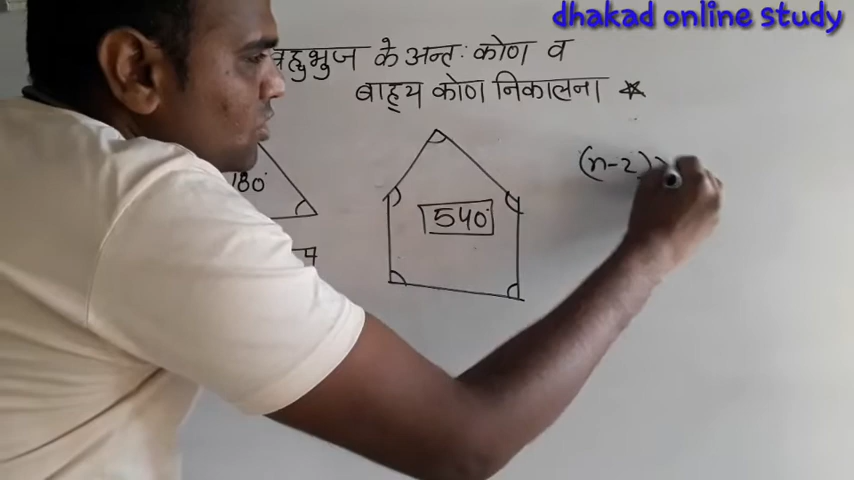 dhakad online study
बहुभुज के अन्त: कोण व
बाह्य कोण निकालना
180°
540°
(n-2)×